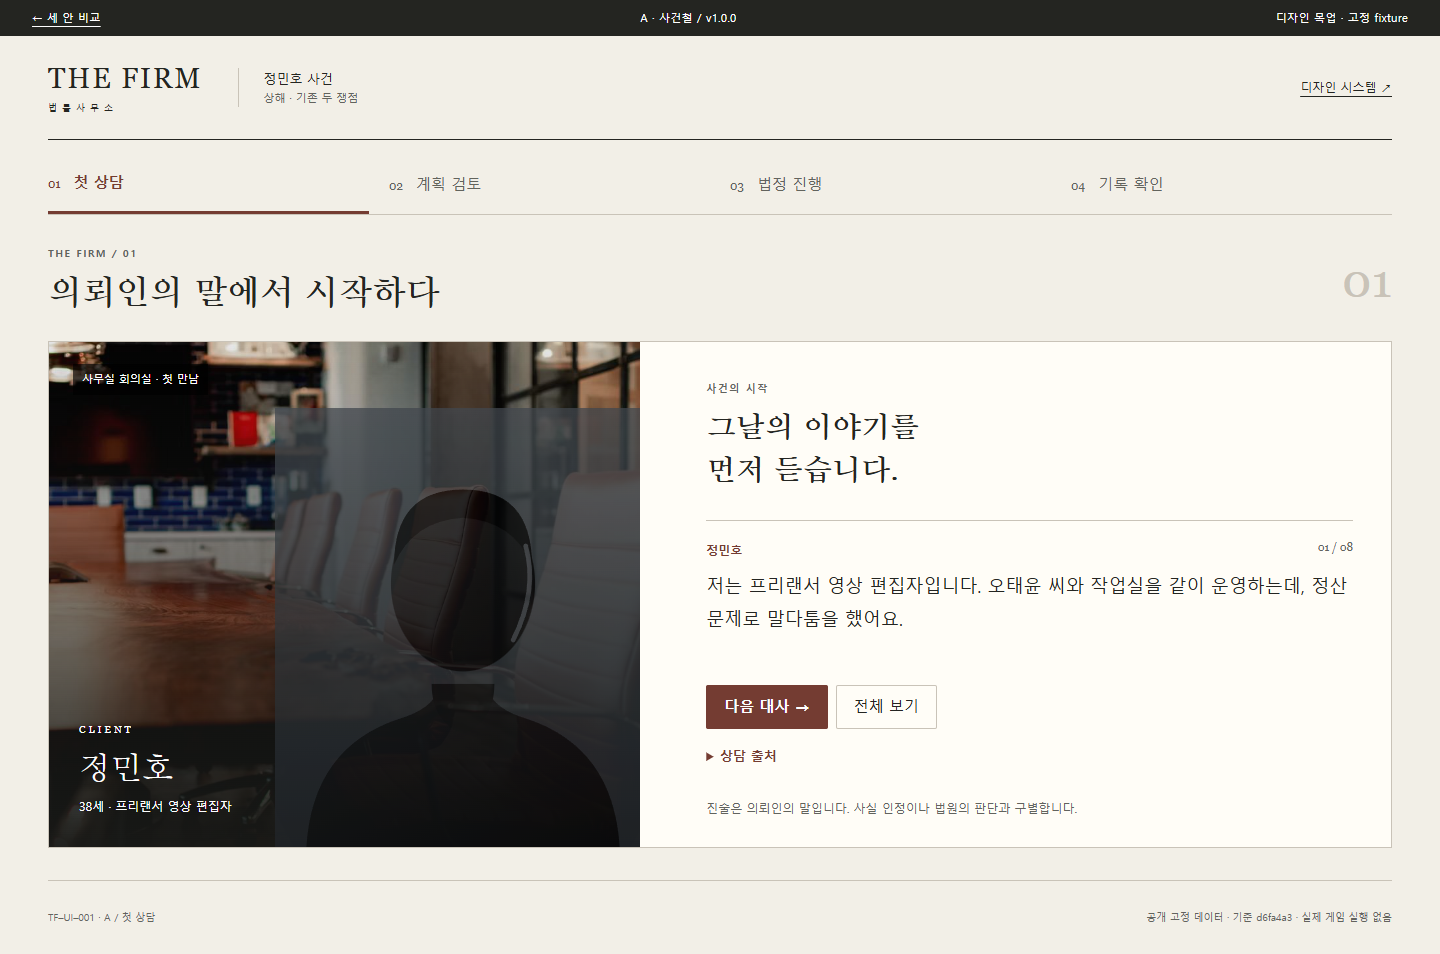 ← 세 안 비교
A · 사건철 / v1.0.0
디자인 목업 · 고정 fixture
THE FIRM
법률사무소
정민호 사건
상해 · 기존 두 쟁점
디자인 시스템 ↗
01 첫 상담
02 계획 검토
03 법정 진행
04 기록 확인
THE FIRM / 01
의뢰인의 말에서 시작하다
01
사무실 회의실 · 첫 만남
CLIENT
정민호
38세 · 프리랜서 영상 편집자
사건의 시작
그날의 이야기를
먼저 듣습니다.
정민호
01 / 08
저는 프리랜서 영상 편집자입니다. 오태윤 씨와 작업실을 같이 운영하는데, 정산
문제로 말다툼을 했어요.
다음 대사 →
전체 보기
▶ 상담 출처
진술은 의뢰인의 말입니다. 사실 인정이나 법원의 판단과 구별합니다.
TF-UI-001 · A / 첫 상담
공개 고정 데이터 · 기준 d6fa4a3 · 실제 게임 실행 없음